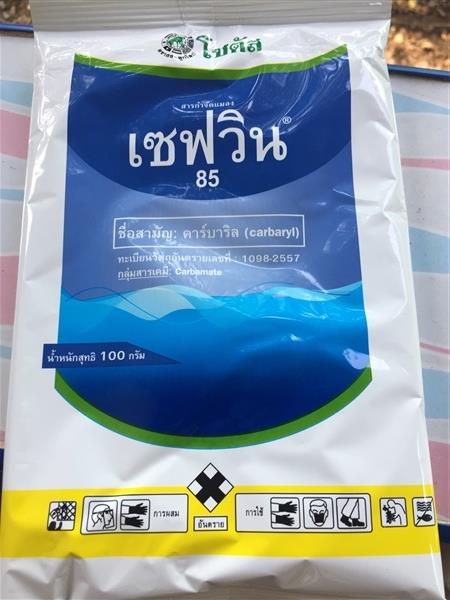 โซตัส
สารกำจัดแมลง
เซฟวิน®
85
ชื่อสามัญ: คาร์บาริล (carbaryl)
ทะเบียนวัตถุอันตรายเลขที่ : 1098-2557
กลุ่มสารเคมี: Carbamate
น้ำหนักสุทธิ 100 กรัม
การผสม
อันตราย
การใช้